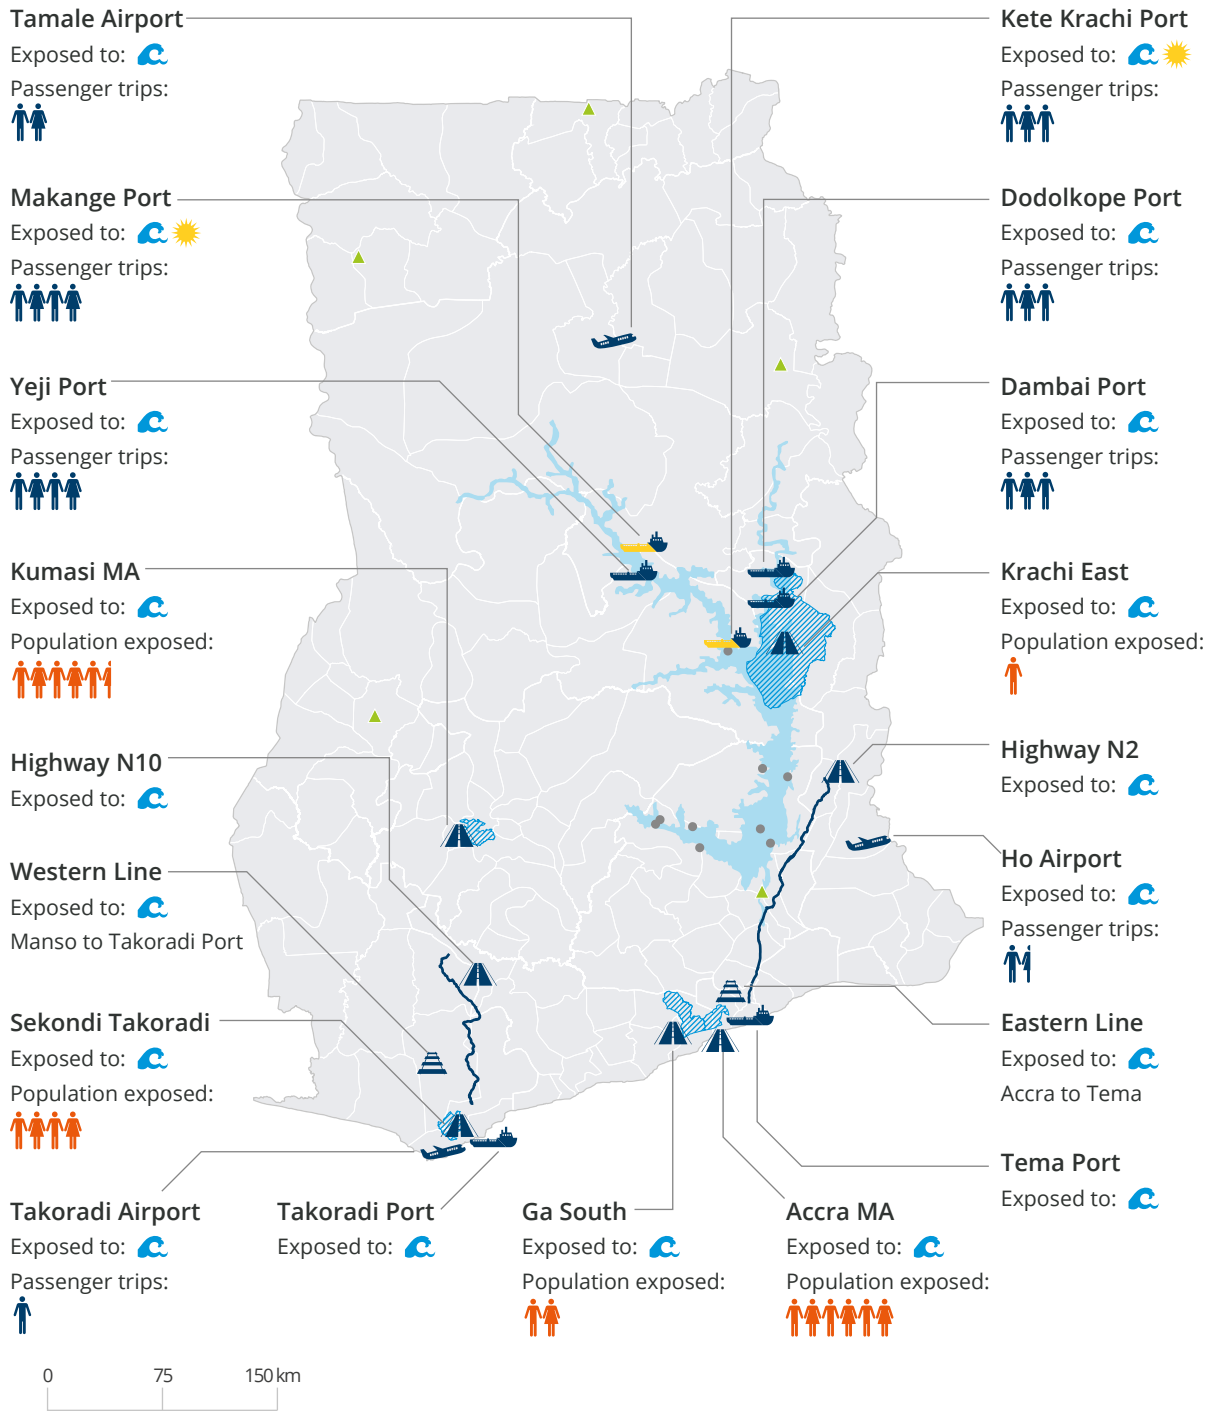 Tamale Airport
Exposed to:
Passenger trips:
Makange Port
Exposed to:
Passenger trips:
Yeji Port
Exposed to:
Passenger trips:
Kumasi MA
Exposed to:
Population exposed:
Highway N10
Exposed to:
Western Line
Exposed to:
Manso to Takoradi Port
Sekondi Takoradi
Exposed to:
Population exposed:
Takoradi Airport
Exposed to:
Passenger trips:
Takoradi Port
Exposed to:
Ga South
Exposed to:
Population exposed:
Accra MA
Exposed to:
Population exposed:
Kete Krachi Port
Exposed to:
Passenger trips:
Dodolkope Port
Exposed to:
Passenger trips:
Dambai Port
Exposed to:
Passenger trips:
Krachi East
Exposed to:
Population exposed:
Highway N2
Exposed to:
Ho Airport
Exposed to:
Passenger trips:
Eastern Line
Exposed to:
Accra to Tema
Tema Port
Exposed to:
0 75 150 km